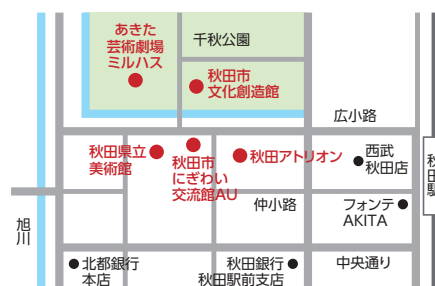 あきた
芸術劇場
ミルハス
千秋公園
秋田市
文化創造館
広小路
秋田県立
美術館
秋田市
にぎわい
交流館AU
秋田アトリオン
西武
秋田店
秋田駅
仲小路
フォンテ
AKITA
旭川
北都銀行
本店
秋田銀行
秋田駅前支店
中央通り